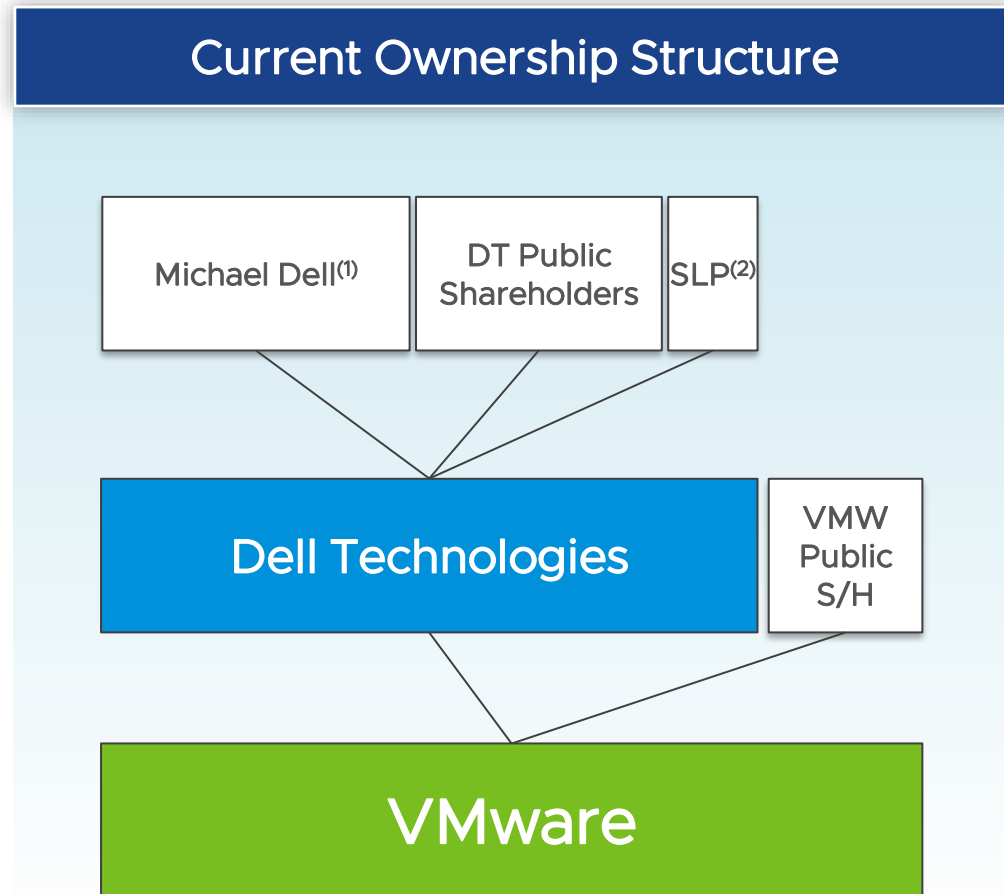 Current Ownership Structure
Michael Dell(1)
DT Public
Shareholders
SLP(2)
Dell Technologies
VMW
Public
S/H
VMware